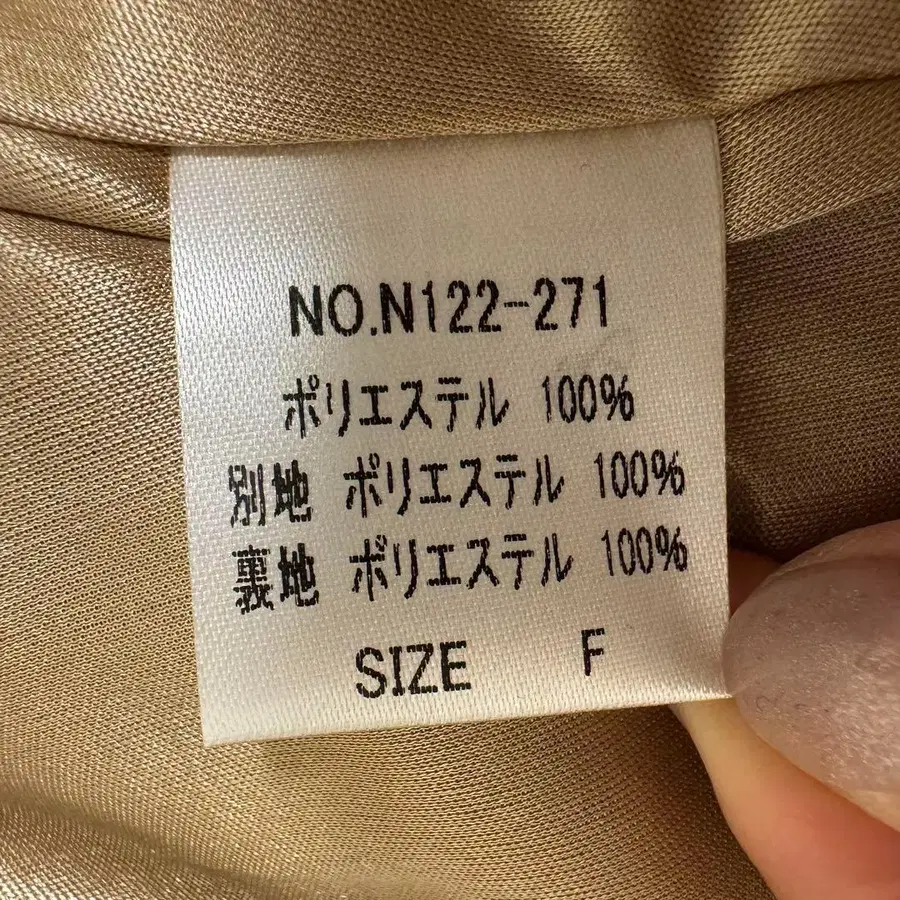 NO.N122-271
ポリエステル 100%
別地 ポリエステル 100%
裏地 ポリエステル 100%
SIZE F